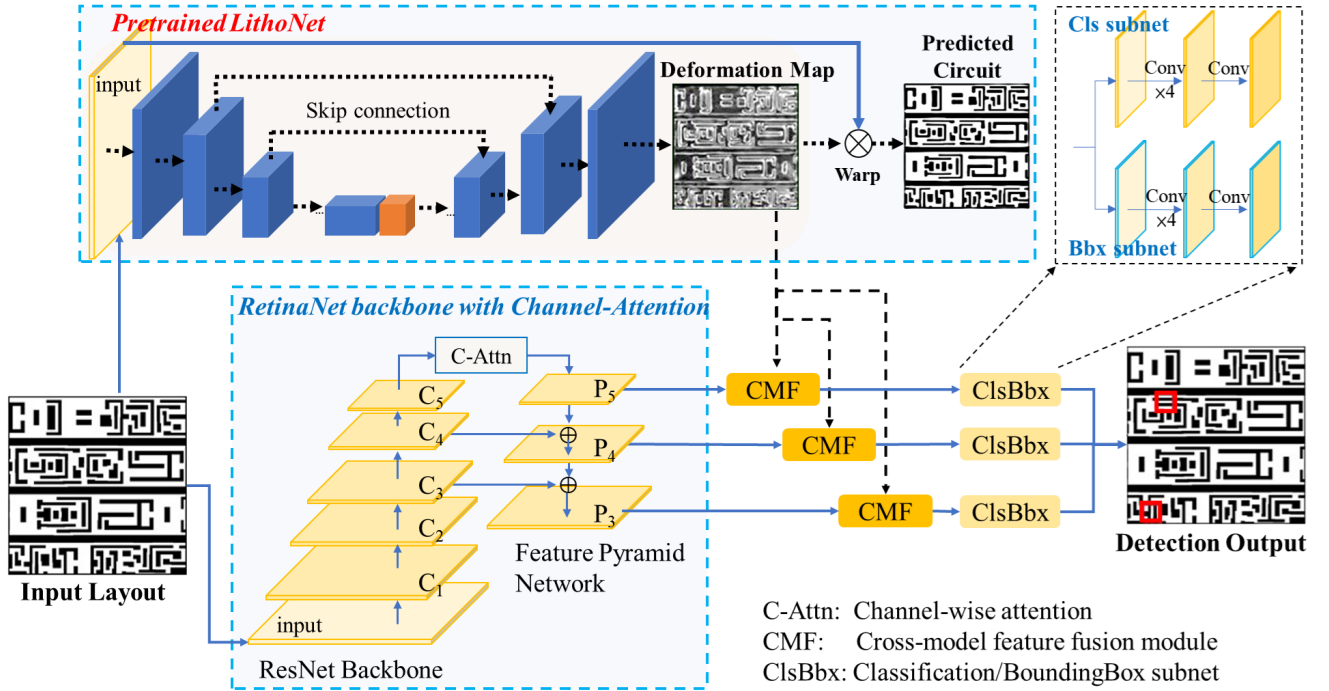 Pretrained LithoNet
input
Skip connection
...
...
Deformation Map
Warp
Predicted
Circuit
Cls subnet
Conv
×4
Conv
Conv
×4
Conv
Bbx subnet
RetinaNet backbone with Channel-Attention
C-Attn
C5
C4
C3
C2
C1
input
P5
P4
P3
Feature Pyramid
Network
ResNet Backbone
Input Layout
CMF
CMF
CMF
ClsBbx
ClsBbx
ClsBbx
Detection Output
C-Attn: Channel-wise attention
CMF: Cross-model feature fusion module
ClsBbx: Classification/BoundingBox subnet